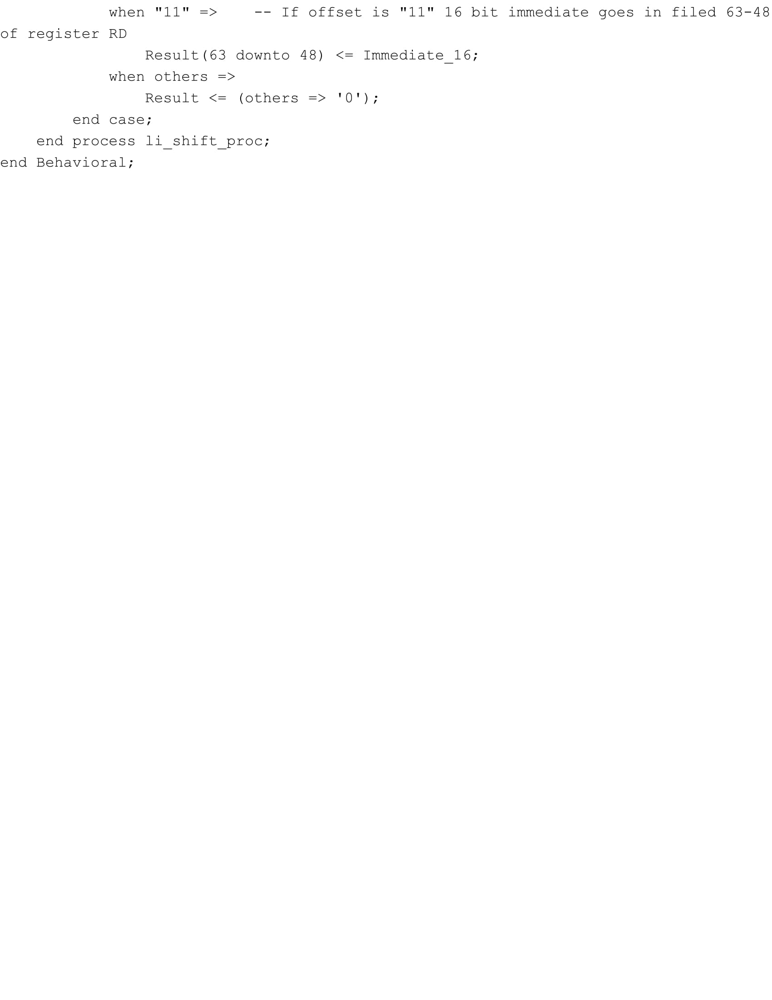 when "11" =>    -- If offset is "11" 16 bit immediate goes in filed 63-48
of register RD
                Result(63 downto 48) <= Immediate_16;
            when others =>
                Result <= (others => '0');
        end case;
    end process li_shift_proc;
end Behavioral;